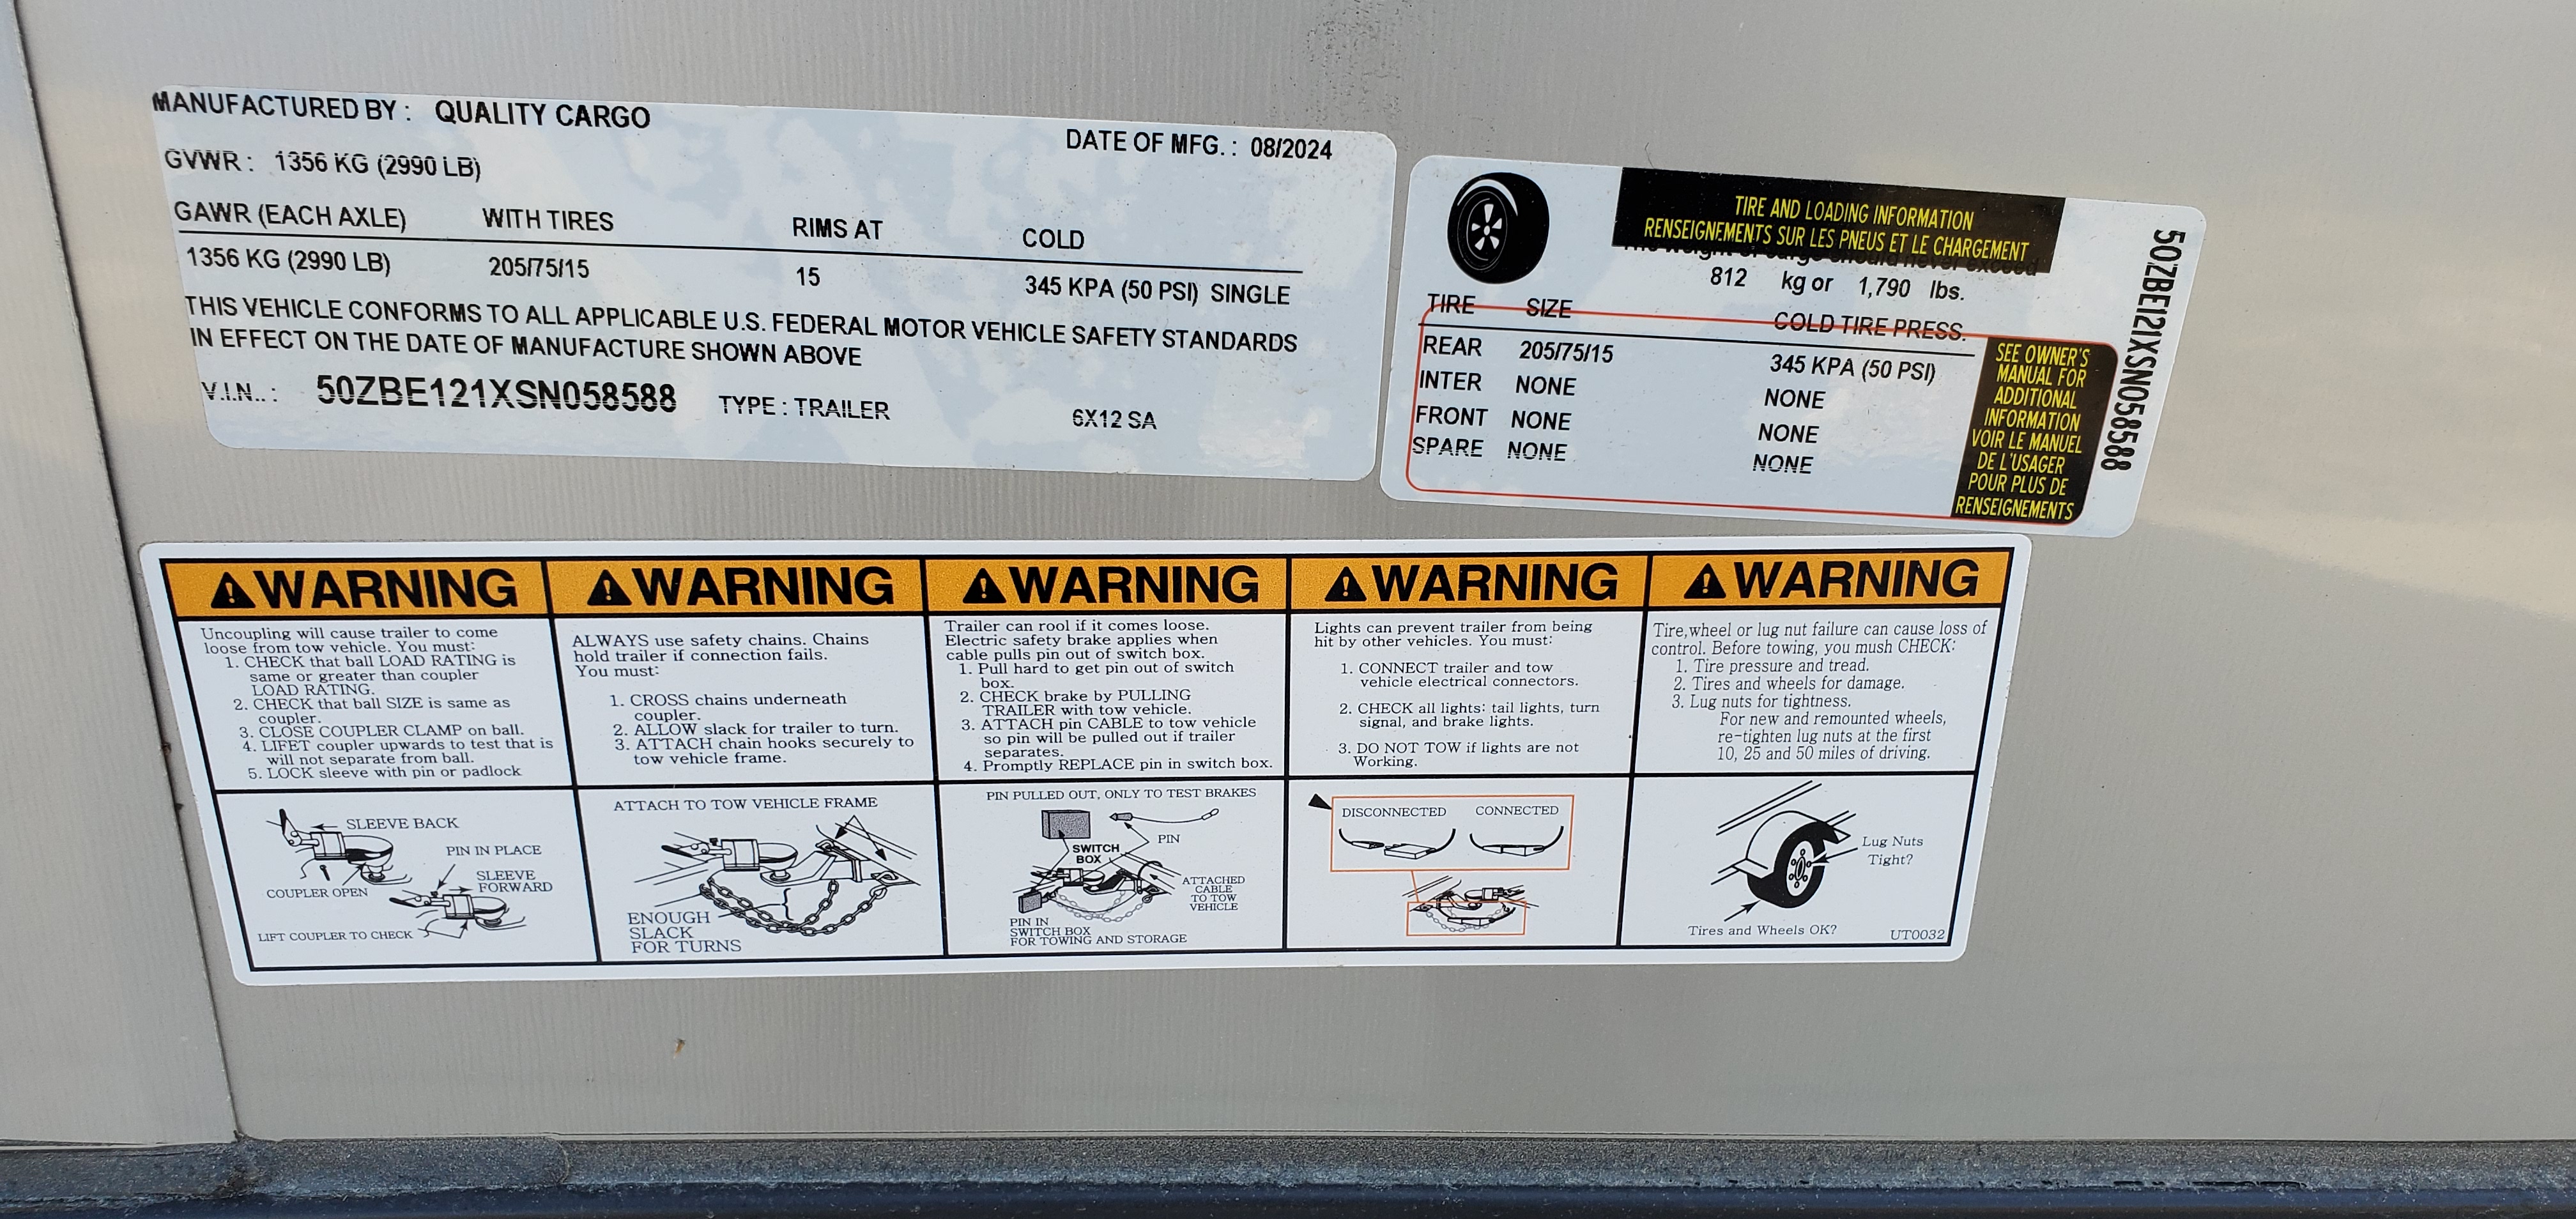 MANUFACTURED BY : QUALITY CARGO
DATE OF MFG. : 08/2024
GVWR : 1356 KG (2990 LB)
GAWR (EACH AXLE) WITH TIRES RIMS AT COLD
1356 KG (2990 LB) 205/75/15 15 345 KPA (50 PSI) SINGLE
THIS VEHICLE CONFORMS TO ALL APPLICABLE U.S. FEDERAL MOTOR VEHICLE SAFETY STANDARDS
IN EFFECT ON THE DATE OF MANUFACTURE SHOWN ABOVE
V.I.N.. : 50ZBE121XSN058588 TYPE : TRAILER 6X12 SA
TIRE AND LOADING INFORMATION
RENSEIGNEMENTS SUR LES PNEUS ET LE CHARGEMENT
The weight of cargo should never exceed
812 kg or 1,790 lbs.
TIRE SIZE COLD TIRE PRESS.
REAR 205/75/15 345 KPA (50 PSI)
INTER NONE NONE
FRONT NONE NONE
SPARE NONE NONE
SEE OWNER'S
MANUAL FOR
ADDITIONAL
INFORMATION
VOIR LE MANUEL
DE L'USAGER
POUR PLUS DE
RENSEIGNEMENTS
50ZBE121XSN058588
WARNING
Uncoupling will cause trailer to come
loose from tow vehicle. You must:
1. CHECK that ball LOAD RATING is
same or greater than coupler
LOAD RATING.
2. CHECK that ball SIZE is same as
coupler.
3. CLOSE COUPLER CLAMP on ball.
4. LIFET coupler upwards to test that is
will not separate from ball.
5. LOCK sleeve with pin or padlock
SLEEVE BACK
PIN IN PLACE
SLEEVE
FORWARD
COUPLER OPEN
LIFT COUPLER TO CHECK
WARNING
ALWAYS use safety chains. Chains
hold trailer if connection fails.
You must:
1. CROSS chains underneath
coupler.
2. ALLOW slack for trailer to turn.
3. ATTACH chain hooks securely to
tow vehicle frame.
ATTACH TO TOW VEHICLE FRAME
ENOUGH
SLACK
FOR TURNS
WARNING
Trailer can rool if it comes loose.
Electric safety brake applies when
cable pulls pin out of switch box.
1. Pull hard to get pin out of switch
box.
2. CHECK brake by PULLING
TRAILER with tow vehicle.
3. ATTACH pin CABLE to tow vehicle
so pin will be pulled out if trailer
separates.
4. Promptly REPLACE pin in switch box.
PIN PULLED OUT, ONLY TO TEST BRAKES
PIN
SWITCH
BOX
ATTACHED
CABLE
TO TOW
VEHICLE
PIN IN
SWITCH BOX
FOR TOWING AND STORAGE
WARNING
Lights can prevent trailer from being
hit by other vehicles. You must:
1. CONNECT trailer and tow
vehicle electrical connectors.
2. CHECK all lights: tail lights, turn
signal, and brake lights.
3. DO NOT TOW if lights are not
Working.
DISCONNECTED CONNECTED
WARNING
Tire,wheel or lug nut failure can cause loss of
control. Before towing, you mush CHECK:
1. Tire pressure and tread.
2. Tires and wheels for damage.
3. Lug nuts for tightness.
For new and remounted wheels,
re-tighten lug nuts at the first
10, 25 and 50 miles of driving.
Lug Nuts
Tight?
Tires and Wheels OK?
UT0032